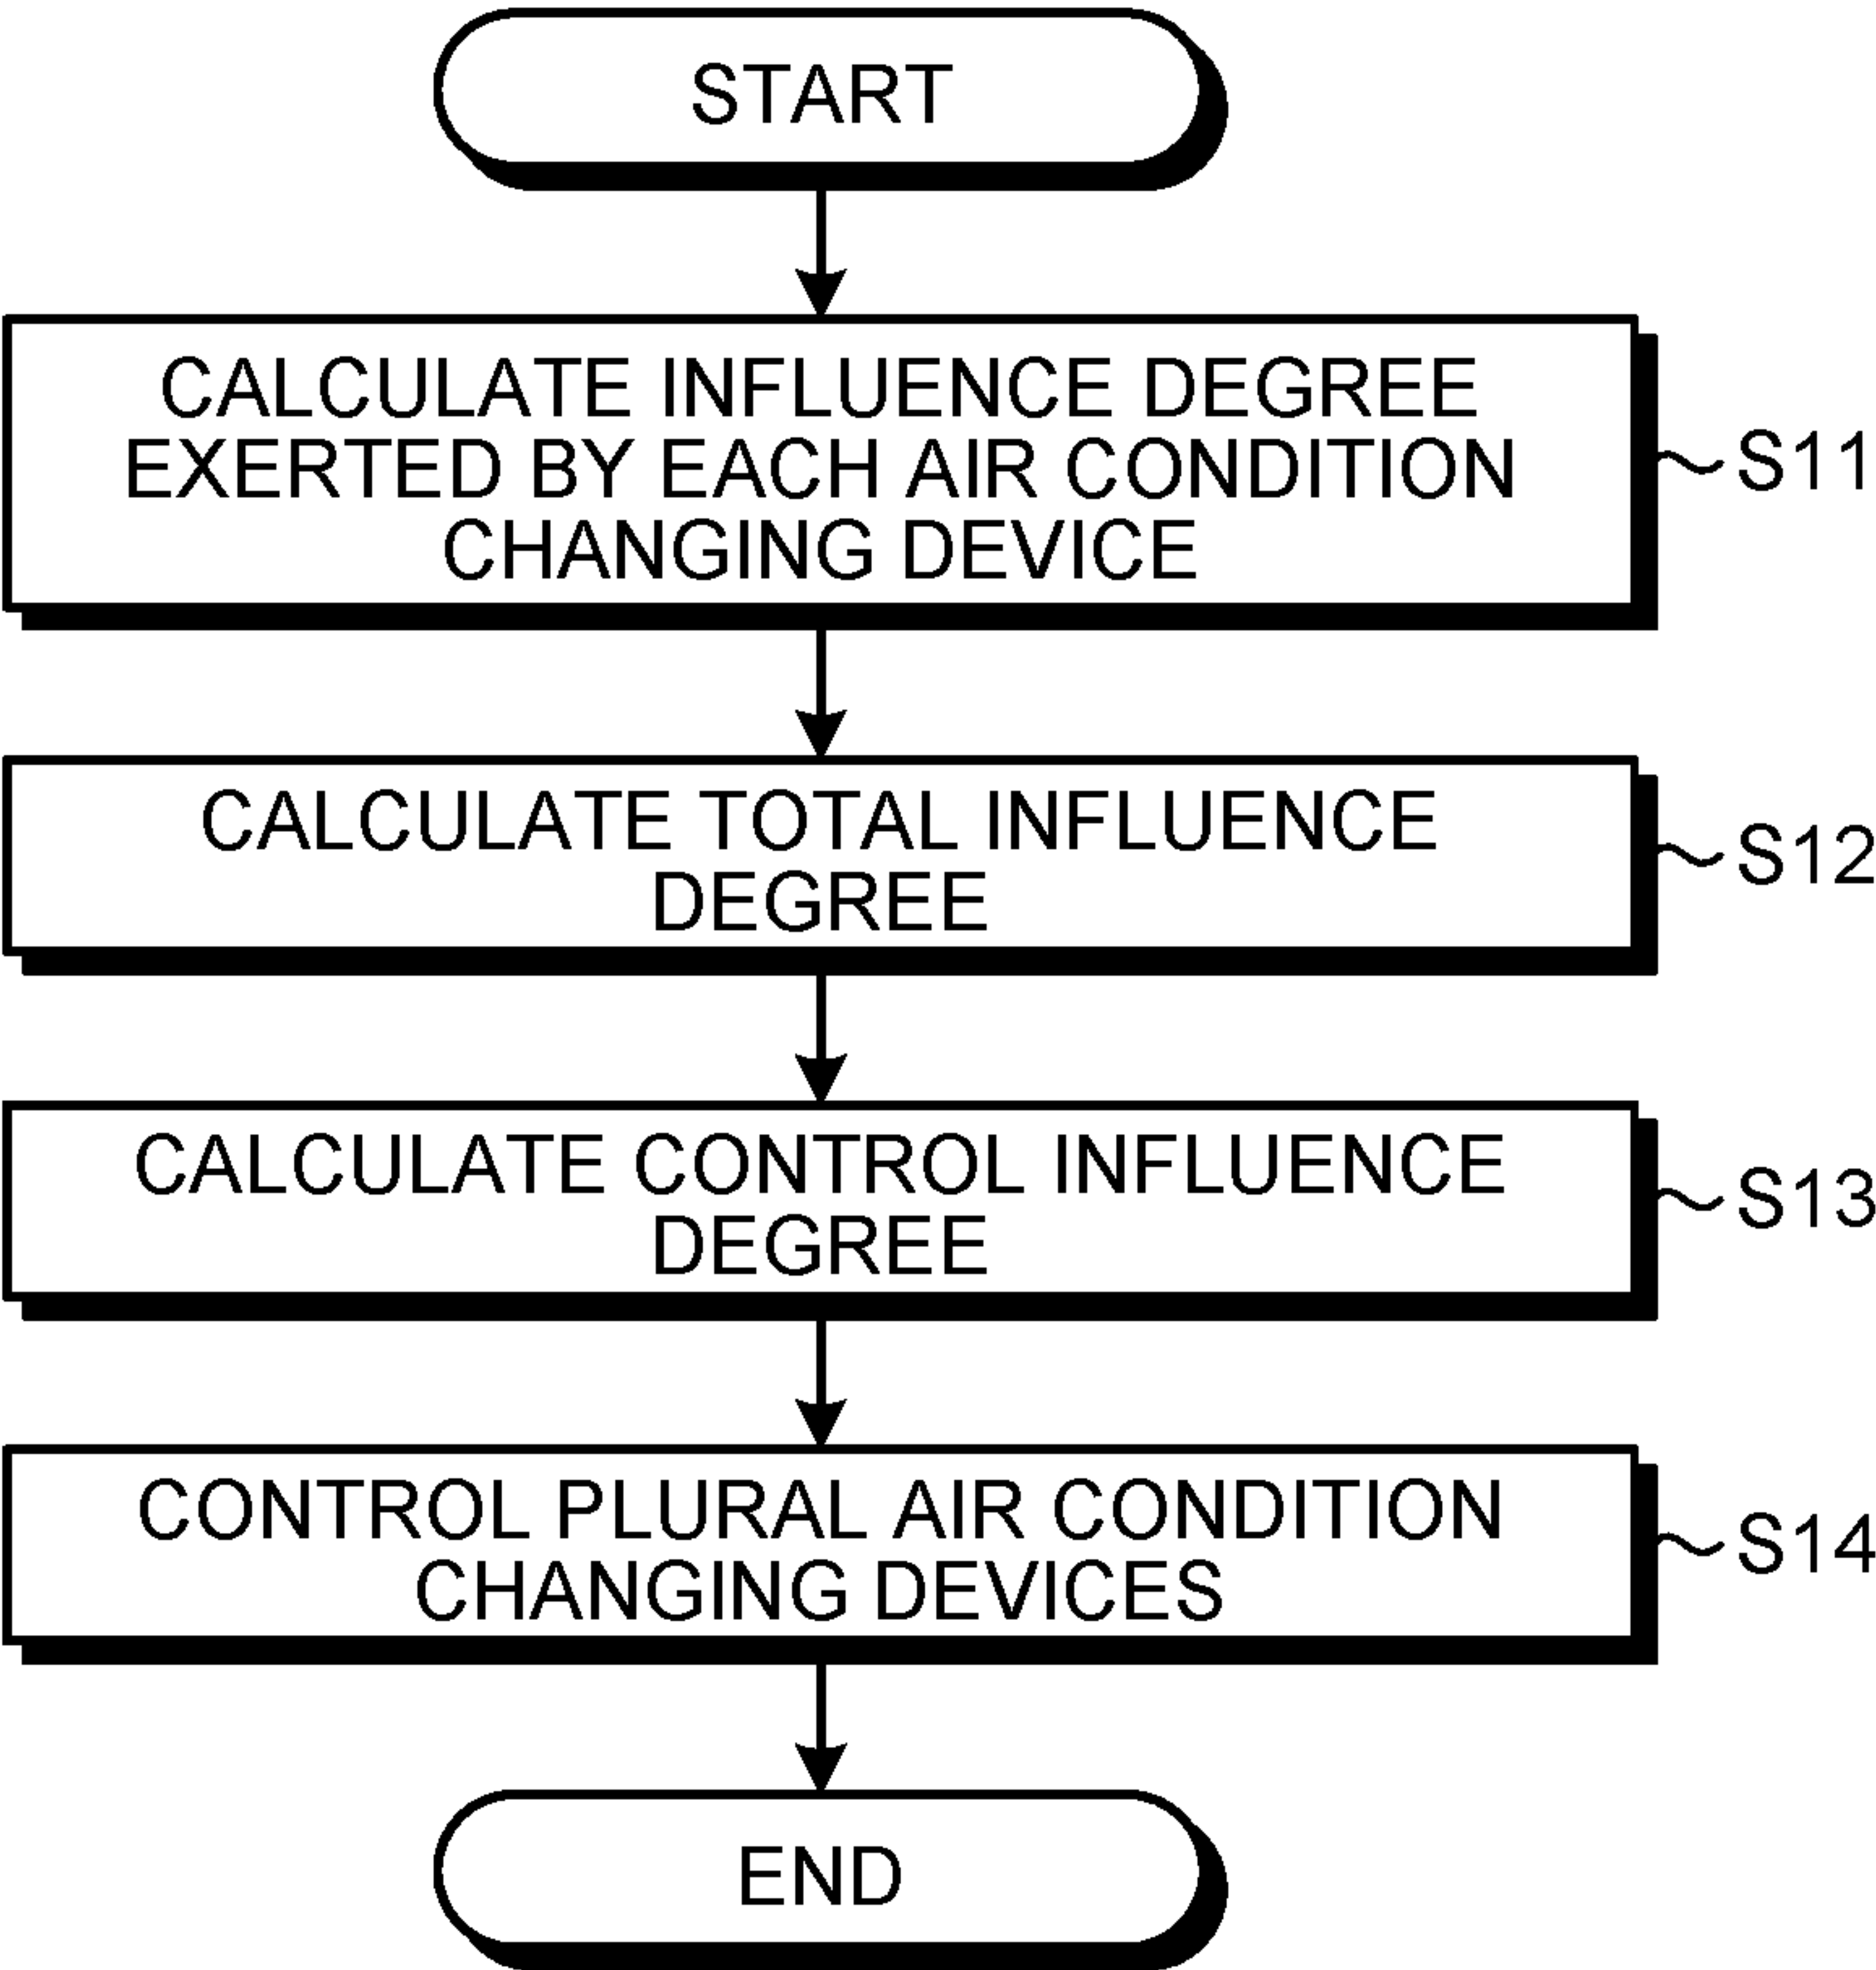 START
CALCULATE INFLUENCE DEGREE
EXERTED BY EACH AIR CONDITION
CHANGING DEVICE
S11
CALCULATE TOTAL INFLUENCE
DEGREE
S12
CALCULATE CONTROL INFLUENCE
DEGREE
S13
CONTROL PLURAL AIR CONDITION
CHANGING DEVICES
S14
END